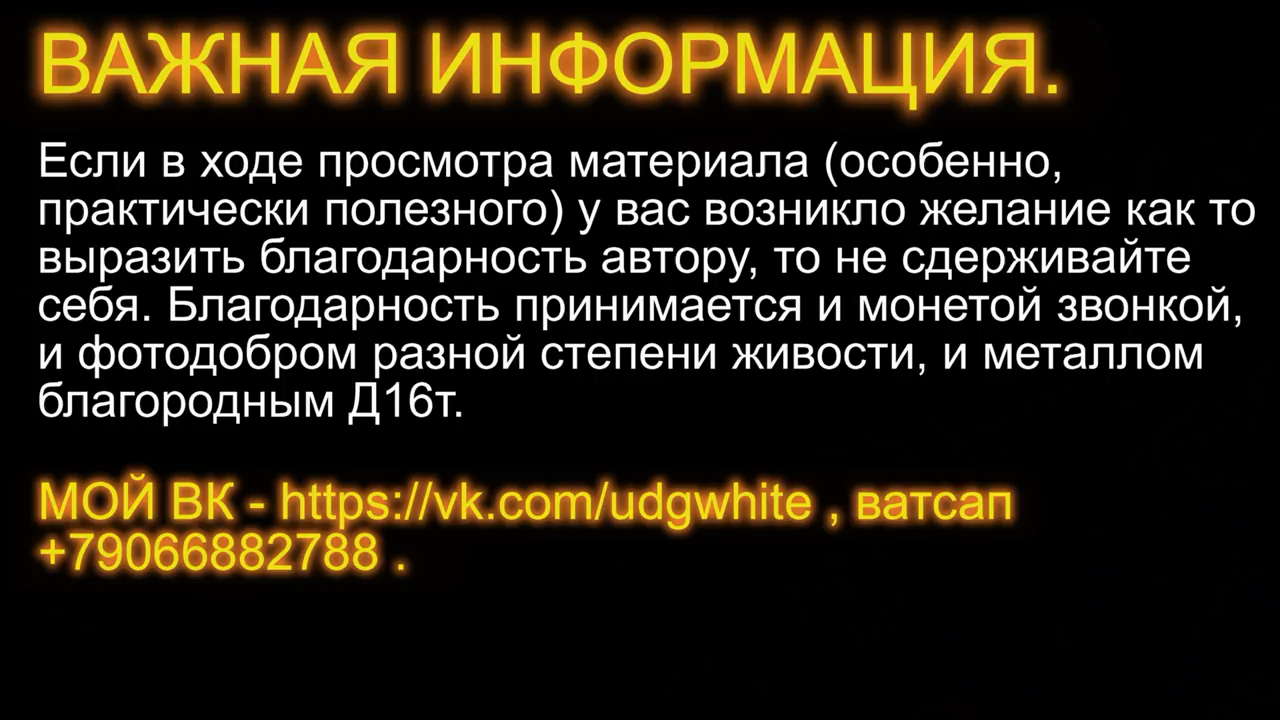 ВАЖНАЯ ИНФОРМАЦИЯ.
Если в ходе просмотра материала (особенно,
практически полезного) у вас возникло желание как то
выразить благодарность автору, то не сдерживайте
себя. Благодарность принимается и монетой звонкой,
и фотодобром разной степени живости, и металлом
благородным Д16т.
МОЙ ВК - https://vk.com/udgwhite , ватсап
+79066882788 .